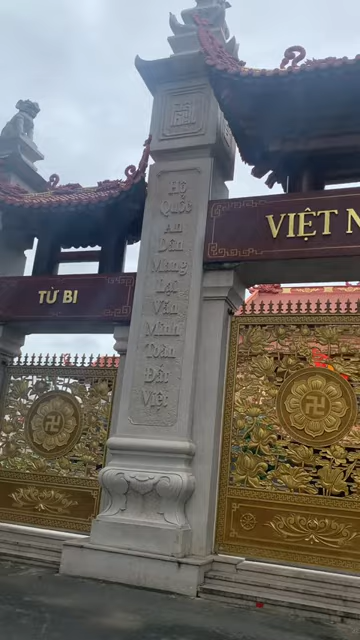 TỪ BI
Hộ
Quốc
An
Dân
Mang
Lại
Văn
Minh
Toàn
Đất
Việt
VIỆT N